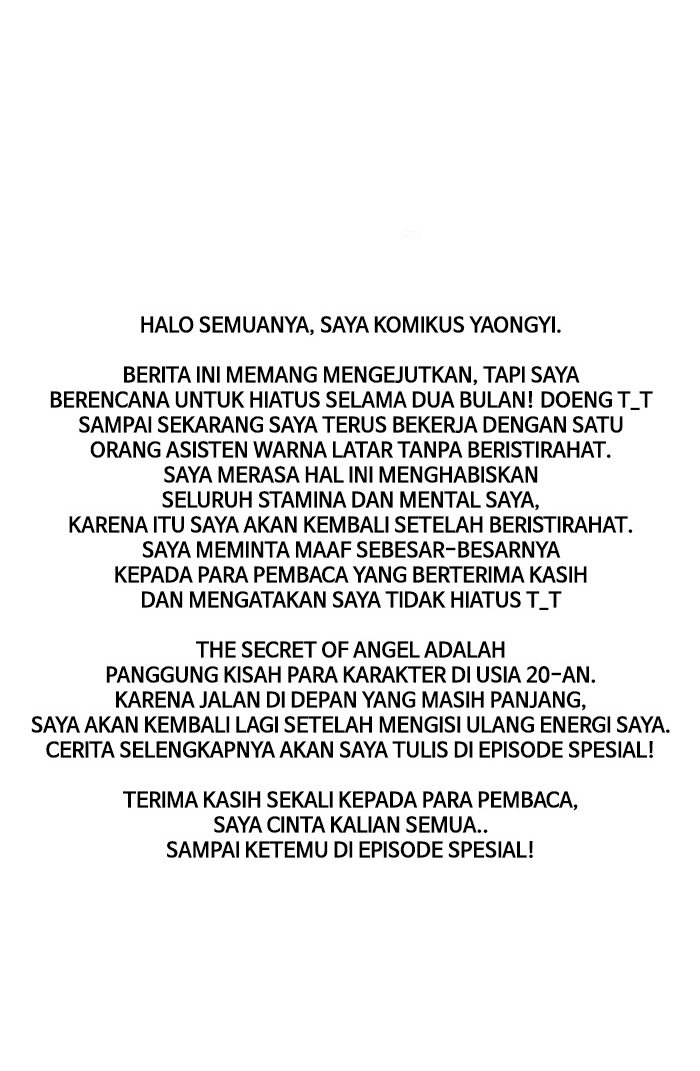 HALO SEMUANYA, SAYA KOMIKUS YAONGYI.
BERITA INI MEMANG MENGEJUTKAN, TAPI SAYA
BERENCANA UNTUK HIATUS SELAMA DUA BULAN! DOENG T_T
SAMPAI SEKARANG SAYA TERUS BEKERJA DENGAN SATU
ORANG ASISTEN WARNA LATAR TANPA BERISTIRAHAT.
SAYA MERASA HAL INI MENGHABISKAN
SELURUH STAMINA DAN MENTAL SAYA,
KARENA ITU SAYA AKAN KEMBALI SETELAH BERISTIRAHAT.
SAYA MEMINTA MAAF SEBESAR-BESARNYA
KEPADA PARA PEMBACA YANG BERTERIMA KASIH
DAN MENGATAKAN SAYA TIDAK HIATUS T_T
THE SECRET OF ANGEL ADALAH
PANGGUNG KISAH PARA KARAKTER DI USIA 20-AN.
KARENA JALAN DI DEPAN YANG MASIH PANJANG,
SAYA AKAN KEMBALI LAGI SETELAH MENGISI ULANG ENERGI SAYA.
CERITA SELENGKAPNYA AKAN SAYA TULIS DI EPISODE SPESIAL!
TERIMA KASIH SEKALI KEPADA PARA PEMBACA,
SAYA CINTA KALIAN SEMUA..
SAMPAI KETEMU DI EPISODE SPESIAL!